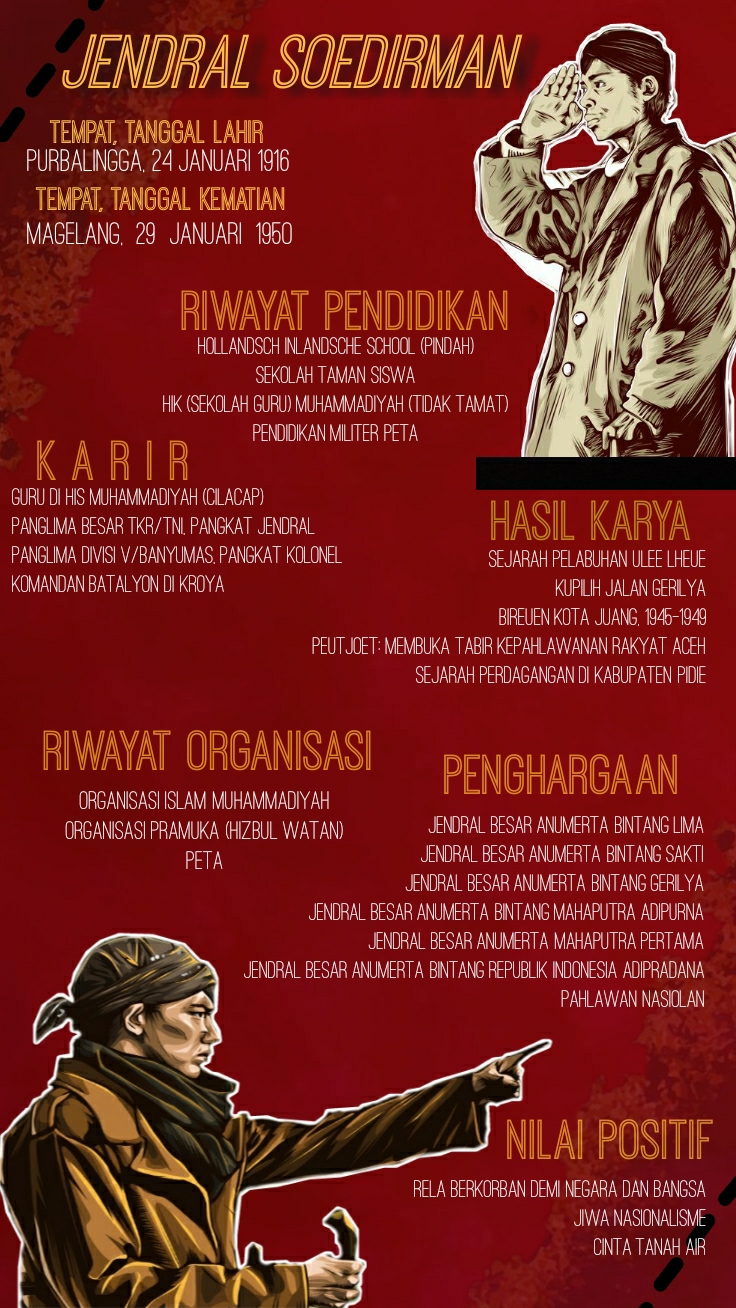 JENDRAL SOEDIRMAN
TEMPAT, TANGGAL LAHIR
PURBALINGGA, 24 JANUARI 1916
TEMPAT, TANGGAL KEMATIAN
MAGELANG, 29 JANUARI 1950
RIWAYAT PENDIDIKAN
HOLLANDSCH INLANDSCHE SCHOOL (PINDAH)
SEKOLAH TAMAN SISWA
HIK (SEKOLAH GURU) MUHAMMADIYAH (TIDAK TAMAT)
PENDIDIKAN MILITER PETA
KARIR
GURU DI HIS MUHAMMADIYAH (CILACAP)
PANGLIMA BESAR TKR/TNI, PANGKAT JENDRAL
PANGLIMA DIVISI V/BANYUMAS, PANGKAT KOLONEL
KOMANDAN BATALYON DI KROYA
HASIL KARYA
SEJARAH PELABUHAN ULEE LHEUE
KUPILIH JALAN GERILYA
BIREUEN KOTA JUANG, 1945-1949
PEUTJOET: MEMBUKA TABIR KEPAHLAWANAN RAKYAT ACEH
SEJARAH PERDAGANGAN DI KABUPATEN PIDIE
RIWAYAT ORGANISASI
ORGANISASI ISLAM MUHAMMADIYAH
ORGANISASI PRAMUKA (HIZBUL WATAN)
PETA
PENGHARGAAN
JENDRAL BESAR ANUMERTA BINTANG LIMA
JENDRAL BESAR ANUMERTA BINTANG SAKTI
JENDRAL BESAR ANUMERTA BINTANG GERILYA
JENDRAL BESAR ANUMERTA BINTANG MAHAPUTRA ADIPURNA
JENDRAL BESAR ANUMERTA MAHAPUTRA PERTAMA
JENDRAL BESAR ANUMERTA BINTANG REPUBLIK INDONESIA ADIPRADANA
PAHLAWAN NASIOLAN
NILAI POSITIF
RELA BERKORBAN DEMI NEGARA DAN BANGSA
JIWA NASIONALISME
CINTA TANAH AIR